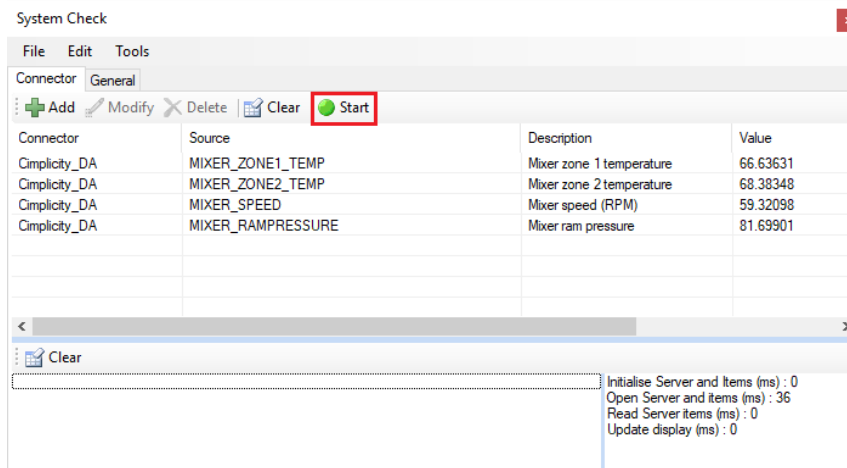 System Check
File Edit Tools
Connector General
Add Modify Delete Clear Start
Connector Source Description Value
Cimplicity_DA MIXER_ZONE1_TEMP Mixer zone 1 temperature 66.63631
Cimplicity_DA MIXER_ZONE2_TEMP Mixer zone 2 temperature 68.38348
Cimplicity_DA MIXER_SPEED Mixer speed (RPM) 59.32098
Cimplicity_DA MIXER_RAMPRESSURE Mixer ram pressure 81.69901
Clear
Initialise Server and Items (ms) : 0
Open Server and items (ms) : 36
Read Server items (ms) : 0
Update display (ms) : 0